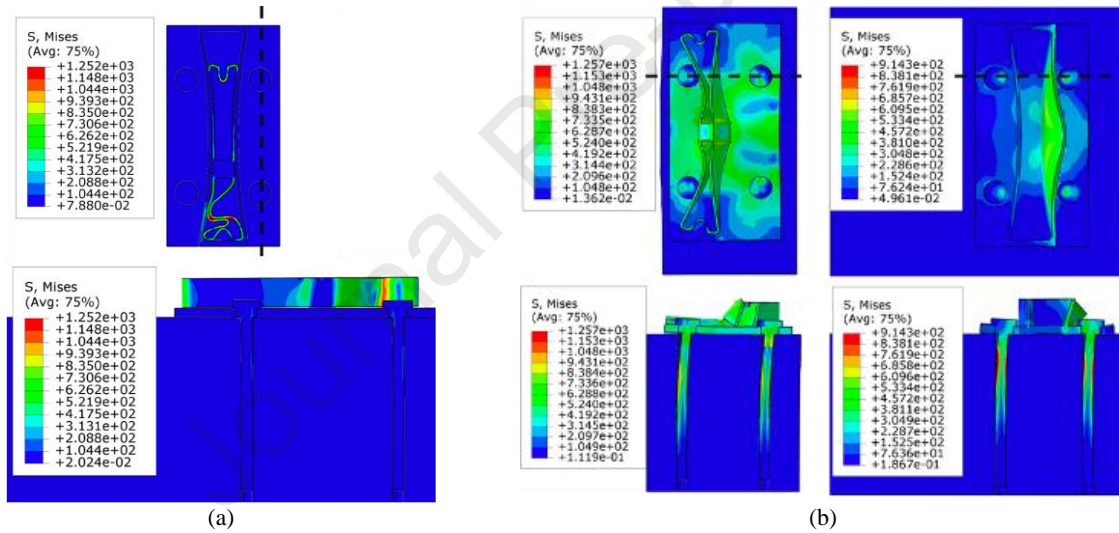 S, Mises
(Avg: 75%)
+1.252e+03
+1.148e+03
+1.044e+03
+9.393e+02
+8.350e+02
+7.306e+02
+6.262e+02
+5.219e+02
+4.175e+02
+3.132e+02
+2.088e+02
+1.044e+02
+7.880e-02
S, Mises
(Avg: 75%)
+1.252e+03
+1.148e+03
+1.044e+03
+9.393e+02
+8.350e+02
+7.306e+02
+6.262e+02
+5.219e+02
+4.175e+02
+3.131e+02
+2.088e+02
+1.044e+02
+2.024e-02
(a)
S, Mises
(Avg: 75%)
+1.257e+03
+1.153e+03
+1.048e+03
+9.431e+02
+8.383e+02
+7.335e+02
+6.287e+02
+5.240e+02
+4.192e+02
+3.144e+02
+2.096e+02
+1.048e+02
+1.362e-02
S, Mises
(Avg: 75%)
+9.143e+02
+8.381e+02
+7.619e+02
+6.857e+02
+6.095e+02
+5.334e+02
+4.572e+02
+3.810e+02
+3.048e+02
+2.286e+02
+1.524e+02
+7.624e+01
+4.961e-02
S, Mises
(Avg: 75%)
+1.257e+03
+1.153e+03
+1.048e+03
+9.431e+02
+8.384e+02
+7.336e+02
+6.288e+02
+5.240e+02
+4.192e+02
+3.145e+02
+2.097e+02
+1.049e+02
+1.119e-01
S, Mises
(Avg: 75%)
+9.143e+02
+8.381e+02
+7.619e+02
+6.858e+02
+6.096e+02
+5.334e+02
+4.572e+02
+3.811e+02
+3.049e+02
+2.287e+02
+1.525e+02
+7.636e+01
+1.867e-01
(b)